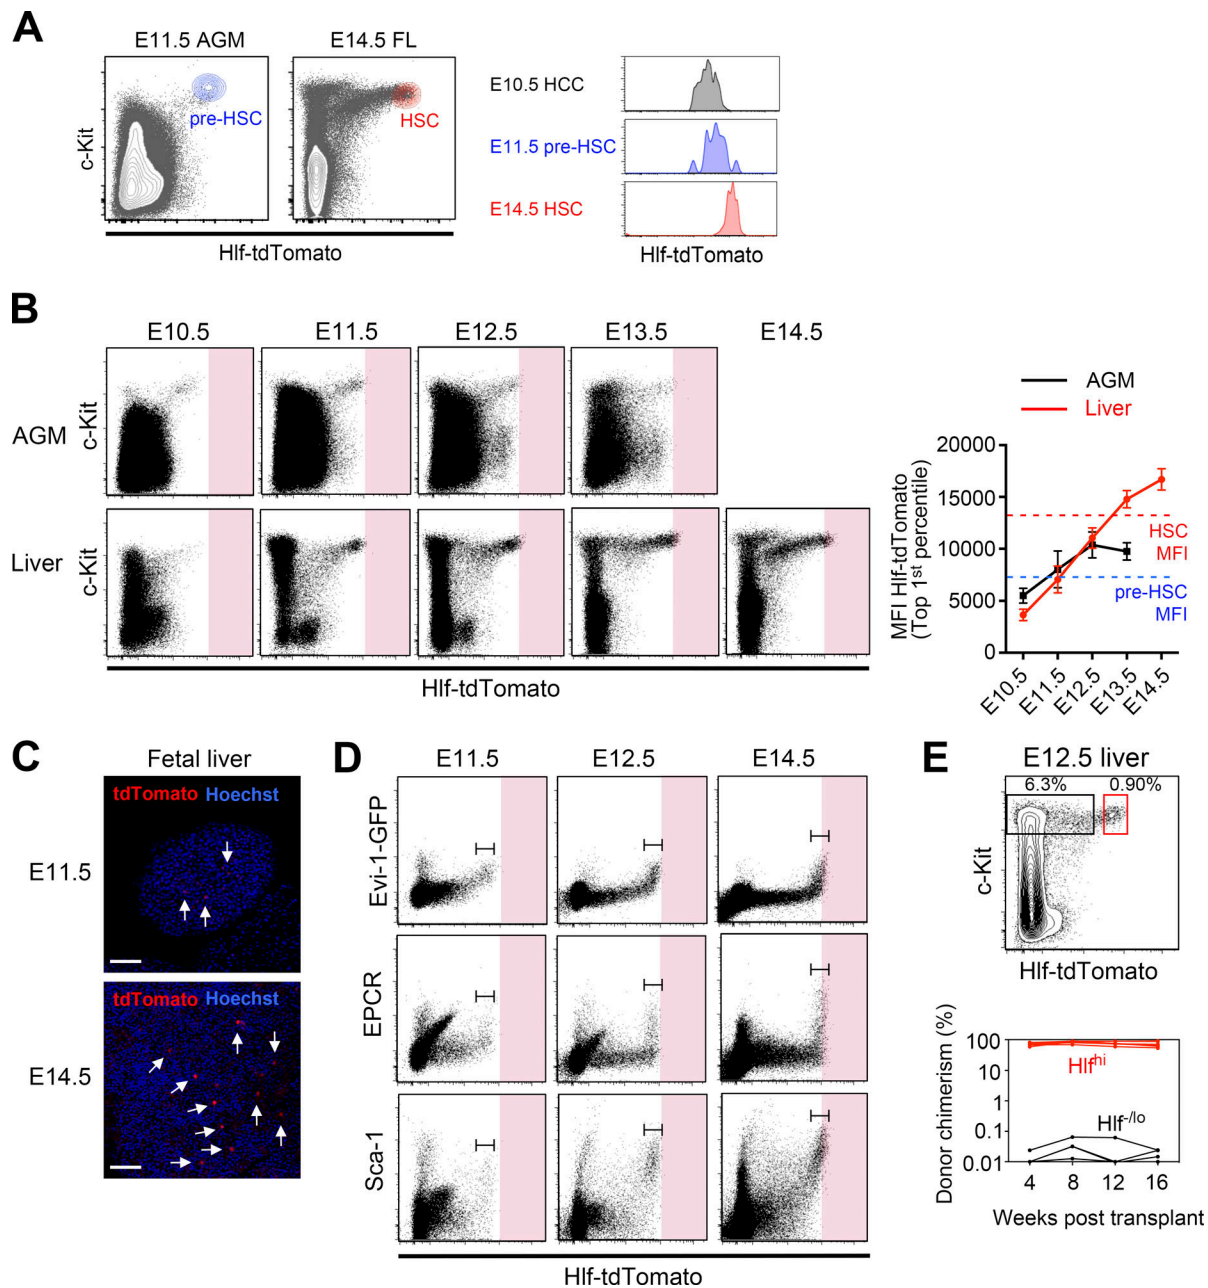 A
E11.5 AGM
E14.5 FL
c-Kit
pre-HSC
HSC
Hlf-tdTomato
E10.5 HCC
E11.5 pre-HSC
E14.5 HSC
Hlf-tdTomato
B
E10.5
E11.5
E12.5
E13.5
E14.5
AGM
c-Kit
Liver
c-Kit
Hlf-tdTomato
AGM
Liver
MFI Hlf-tdTomato
(Top 1st percentile)
20000
15000
10000
5000
0
HSC
MFI
pre-HSC
MFI
E10.5
E11.5
E12.5
E13.5
E14.5
C
Fetal liver
tdTomato Hoechst
E11.5
tdTomato Hoechst
E14.5
D
E11.5
E12.5
E14.5
Evi-1-GFP
EPCR
Sca-1
Hlf-tdTomato
E
E12.5 liver
6.3%
0.90%
c-Kit
Hlf-tdTomato
Donor chimerism (%)
100
10
1
0.1
0.01
Hlfhi
Hlf-/lo
4 8 12 16
Weeks post transplant